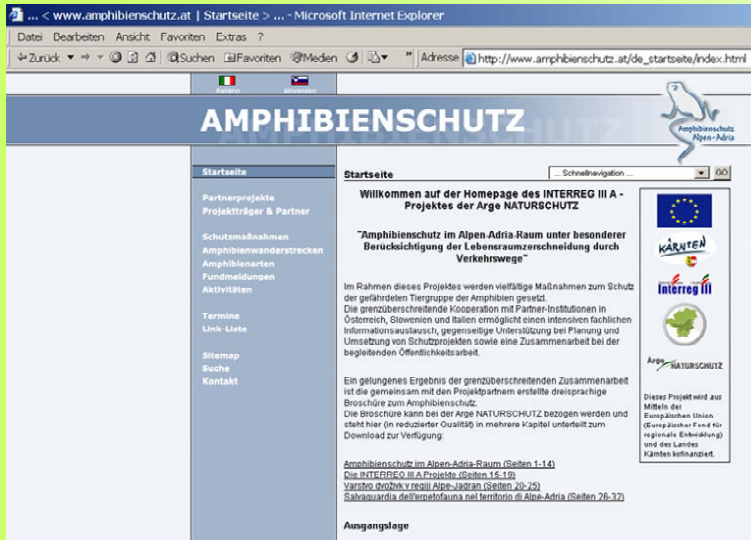 ... < www.amphibienschutz.at | Startseite > ... - Microsoft Internet Explorer
Datei Bearbeiten Ansicht Favoriten Extras ?
Zurück Suchen Favoriten Medien » Adresse http://www.amphibienschutz.at/de_startseite/index.html
Italiano slovensko
AMPHIBIENSCHUTZ
Amphibienschutz
Alpen-Adria
Startseite
Partnerprojekte
Projektträger & Partner
Schutzmaßnahmen
Amphibienwanderstrecken
Amphibienarten
Fundmeldungen
Aktivitäten
Termine
Link-Liste
Sitemap
Suche
Kontakt
Startseite
... Schnellnavigation ... GO
Willkommen auf der Homepage des INTERREG III A -
Projektes der Arge NATURSCHUTZ
"Amphibienschutz im Alpen-Adria-Raum unter besonderer
Berücksichtigung der Lebensraumzerschneidung durch
Verkehrswege"
Im Rahmen dieses Projektes werden vielfältige Maßnahmen zum Schutz
der gefährdeten Tiergruppe der Amphibien gesetzt.
Die grenzüberschreitende Kooperation mit Partner-Institutionen in
Österreich, Slowenien und Italien ermöglicht einen intensiven fachlichen
Informationsaustausch, gegenseitige Unterstützung bei Planung und
Umsetzung von Schutzprojekten sowie eine Zusammenarbeit bei der
begleitenden Öffentlichkeitsarbeit.
Ein gelungenes Ergebnis der grenzüberschreitenden Zusammenarbeit
ist die gemeinsam mit den Projektpartnern erstellte dreisprachige
Broschüre zum Amphibienschutz.
Die Broschüre kann bei der Arge NATURSCHUTZ bezogen werden und
steht hier (in reduzierter Qualität) in mehrere Kapitel unterteilt zum
Download zur Verfügung:
Amphibienschutz im Alpen-Adria-Raum (Seiten 1-14)
Die INTERREG III A Projekte (Seiten 15-19)
Varstvo dvoživk v regiji Alpe-Jadran (Seiten 20-25)
Salvaguardia dell'erpetofauna nel territorio di Alpe-Adria (Seiten 26-32)
Ausgangslage
KÄRNTEN
Interreg III
Arge NATURSCHUTZ
Dieses Projekt wird aus
Mitteln der
Europäischen Union
(Europäischer Fond für
regionale Entwicklung)
und des Landes
Kärnten kofinanziert.